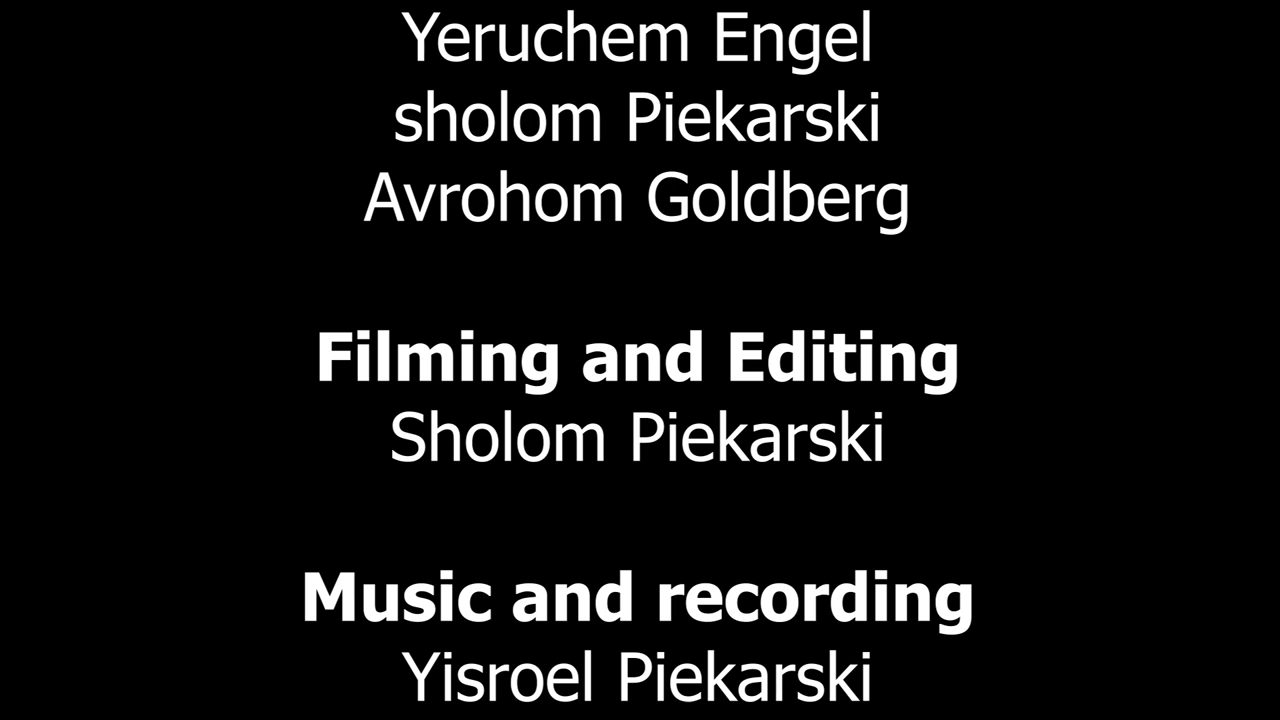 Yeruchem Engel
sholom Piekarski
Avrohom Goldberg
Filming and Editing
Sholom Piekarski
Music and recording
Yisroel Piekarski